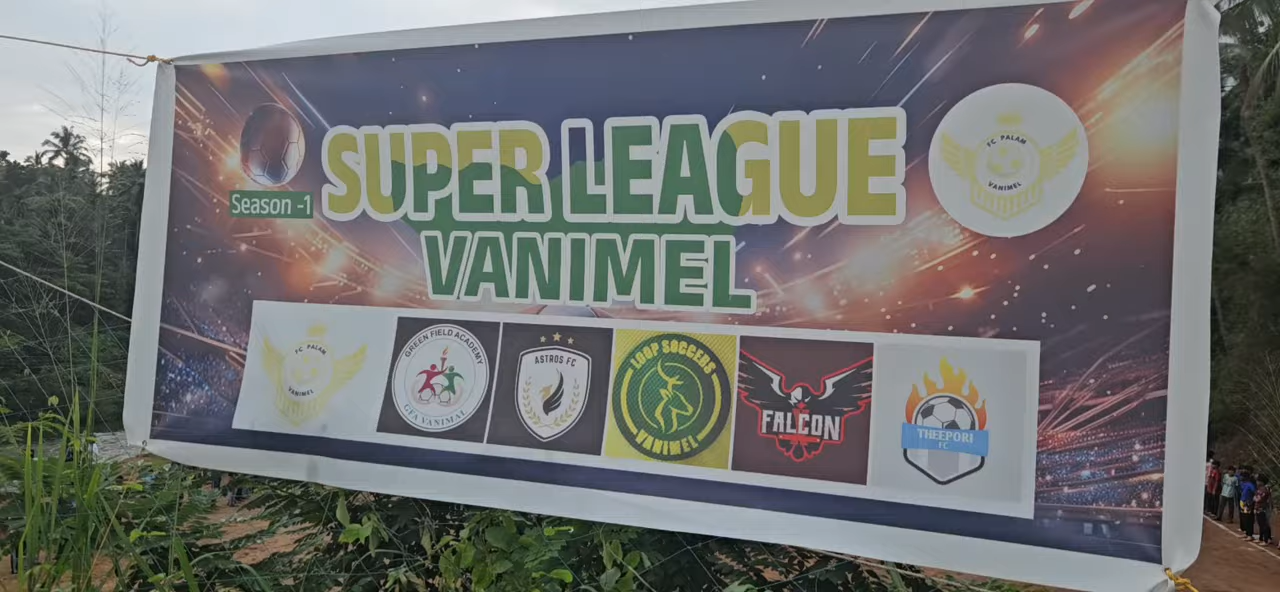 Season -1
SUPER LEAGUE
VANIMEL
FC PALAM
VANIMEL
FC PALAM
VANIMEL
GREEN FIELD ACADEMY
GFA VANIMAL
ASTROS FC
LOOP SOCCERS
VANIMEL
FALCON
THEEPORI
FC